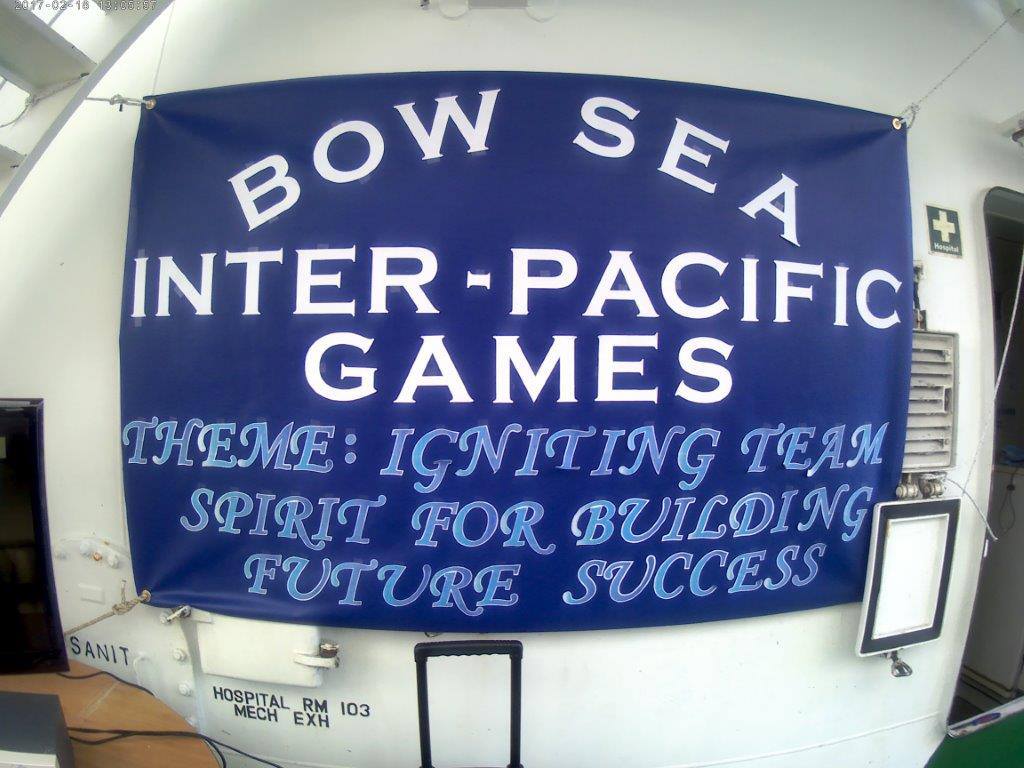 2017-02-16 13:05:57
BOW SEA
INTER-PACIFIC
GAMES
THEME: IGNITING TEAM
SPIRIT FOR BUILDING
FUTURE SUCCESS
Hospital
SANIT
HOSPITAL RM 103
MECH EXH